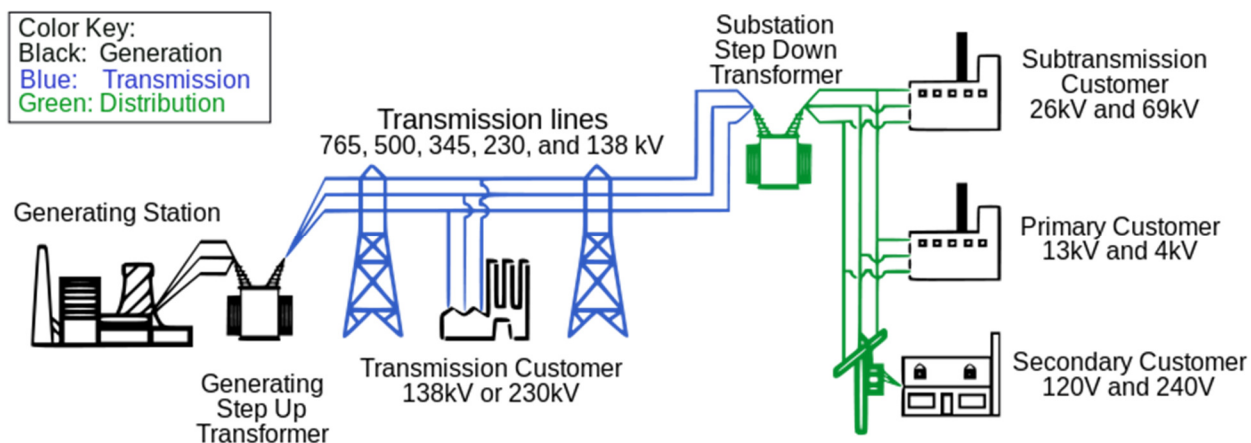 Color Key:
Black: Generation
Blue: Transmission
Green: Distribution
Substation
Step Down
Transformer
Subtransmission
Customer
26kV and 69kV
Transmission lines
765, 500, 345, 230, and 138 kV
Generating Station
Primary Customer
13kV and 4kV
Transmission Customer
138kV or 230kV
Generating
Step Up
Transformer
Secondary Customer
120V and 240V